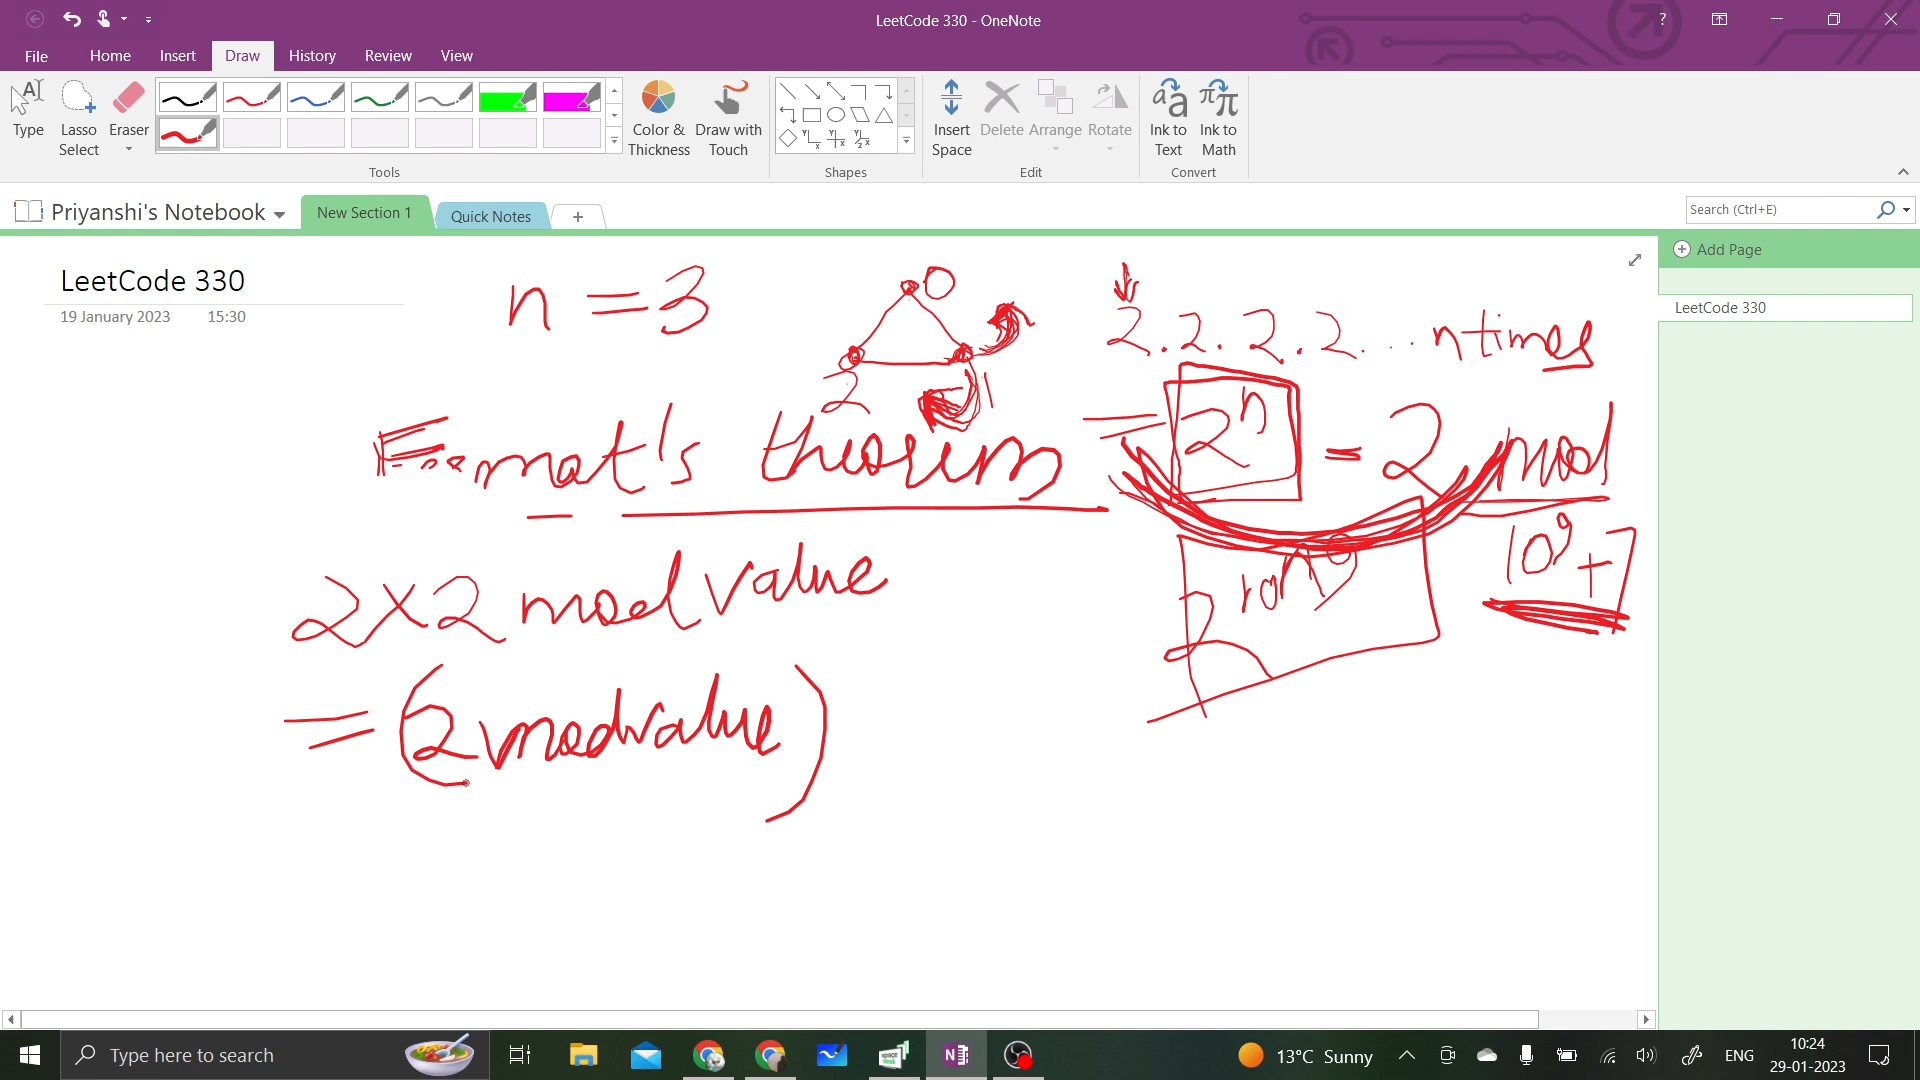 LeetCode 330 - OneNote
?
File Home Insert Draw History Review View
Type
Lasso Select
Eraser
Color & Thickness
Draw with Touch
Insert Space
Delete Arrange Rotate
Ink to Text
Ink to Math
Tools Shapes Edit Convert
Priyanshi's Notebook New Section 1 Quick Notes +
Search (Ctrl+E)
Add Page
LeetCode 330
LeetCode 330
19 January 2023 15:30
n = 3
0
2 1
2.2.2.2... n times
Fermat's theorem = 2^n = 2 mod
10^9 + 7
2×2 mod value
= (2 mod value)
2
Type here to search
13°C Sunny
ENG
10:24
29-01-2023